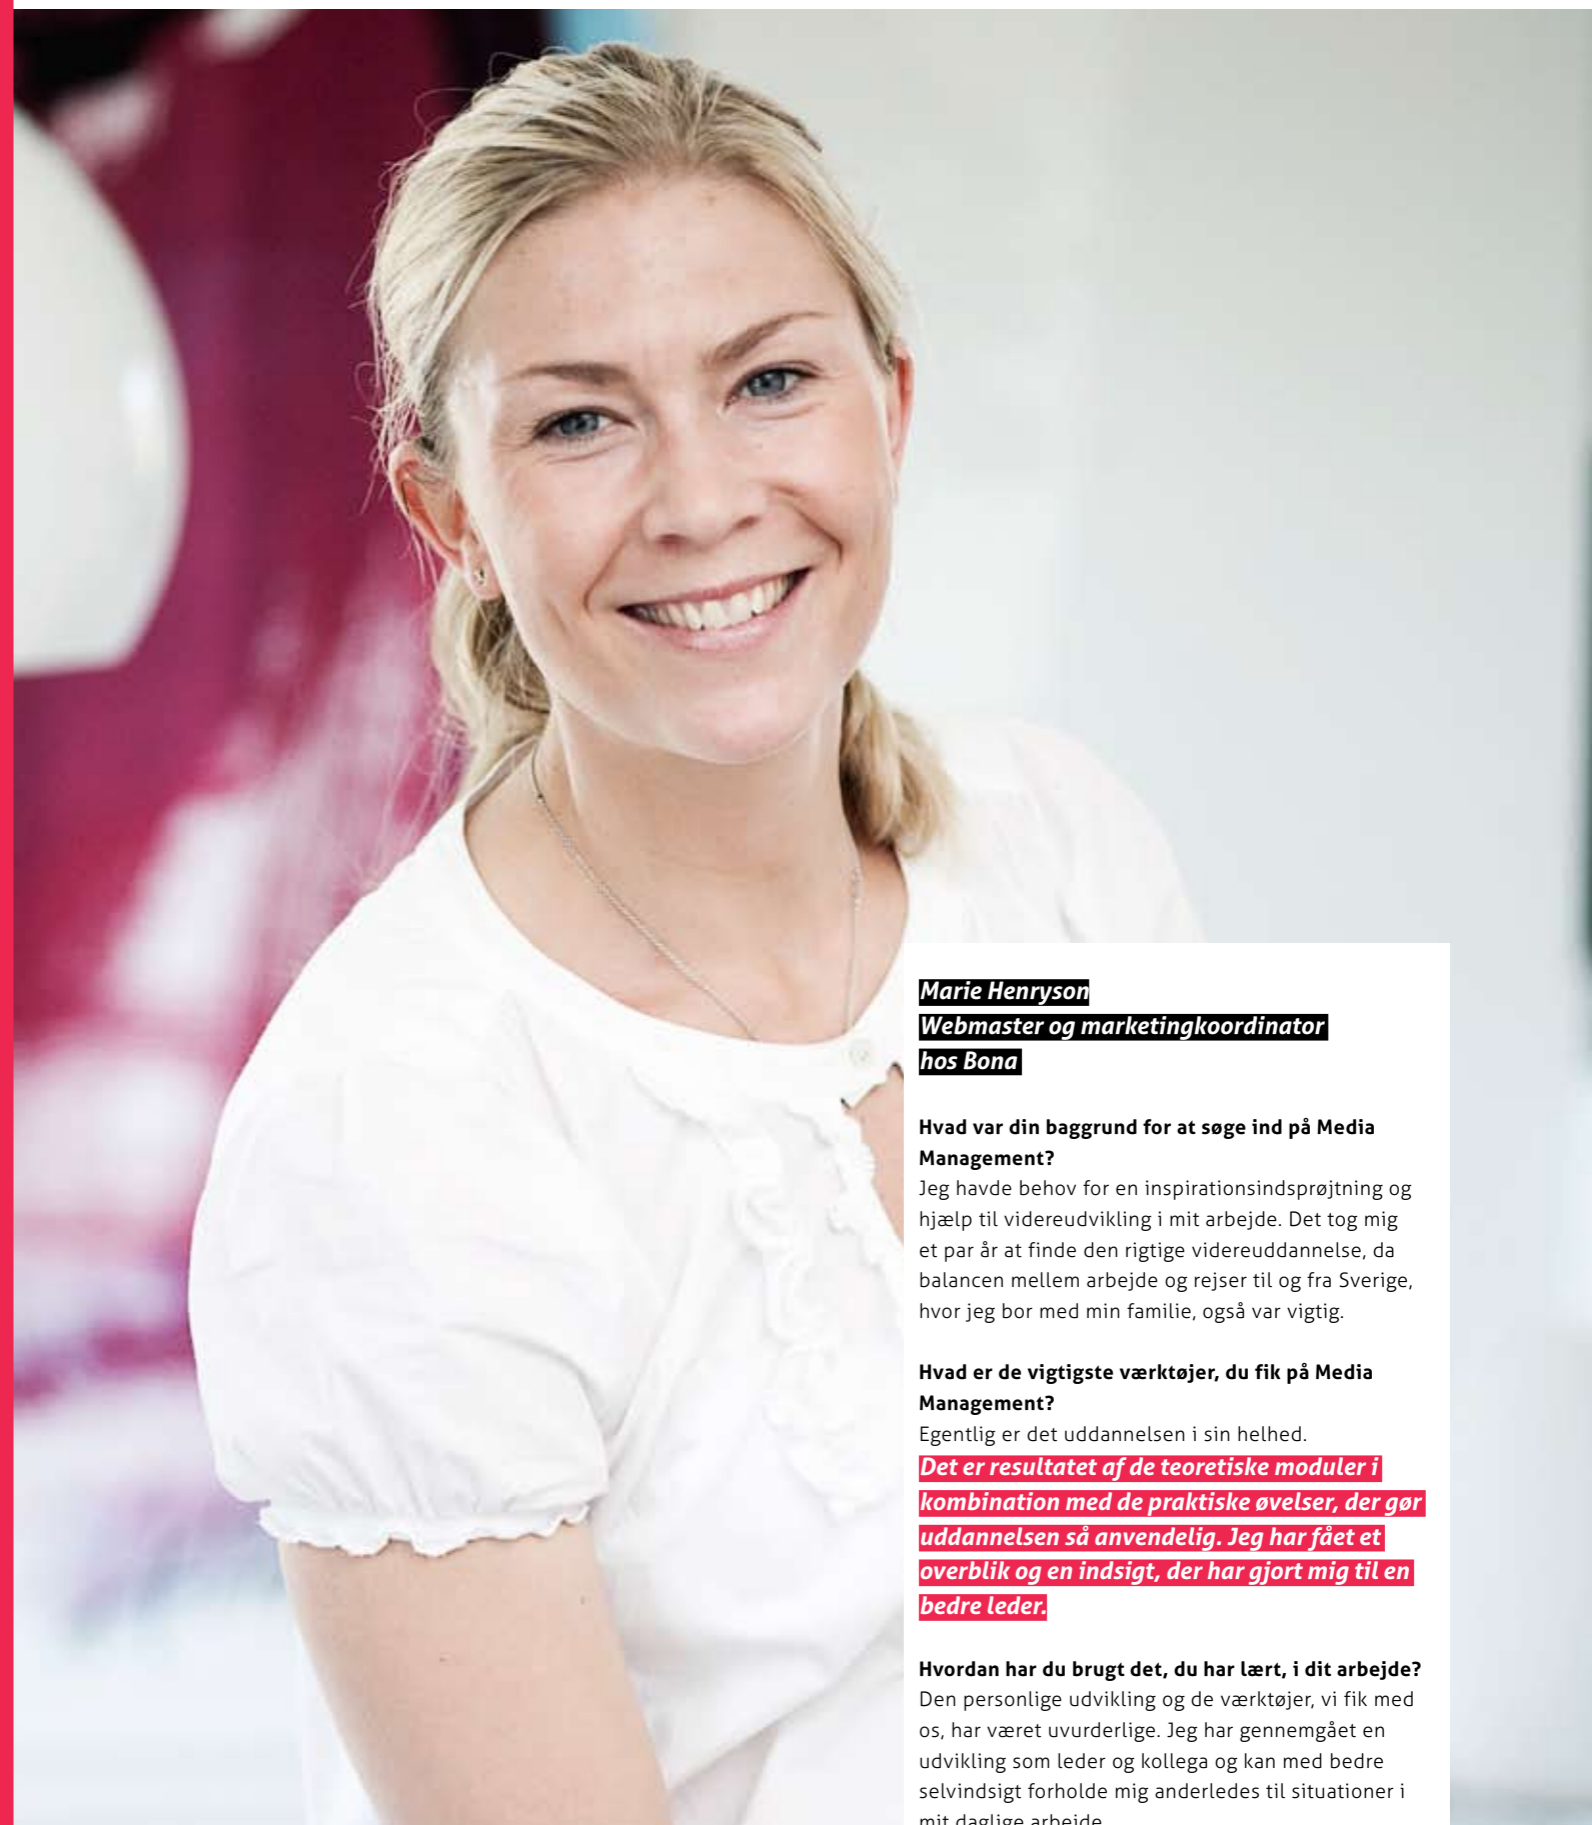 Marie Henryson
Webmaster og marketingkoordinator
hos Bona
Hvad var din baggrund for at søge ind på Media
Management?
Jeg havde behov for en inspirationsindsprøjtning og
hjælp til videreudvikling i mit arbejde. Det tog mig
et par år at finde den rigtige videreuddannelse, da
balancen mellem arbejde og rejser til og fra Sverige,
hvor jeg bor med min familie, også var vigtig.
Hvad er de vigtigste værktøjer, du fik på Media
Management?
Egentlig er det uddannelsen i sin helhed.
Det er resultatet af de teoretiske moduler i
kombination med de praktiske øvelser, der gør
uddannelsen så anvendelig. Jeg har fået et
overblik og en indsigt, der har gjort mig til en
bedre leder.
Hvordan har du brugt det, du har lært, i dit arbejde?
Den personlige udvikling og de værktøjer, vi fik med
os, har været uvurderlige. Jeg har gennemgået en
udvikling som leder og kollega og kan med bedre
selvindsigt forholde mig anderledes til situationer i
mit daglige arbejde.